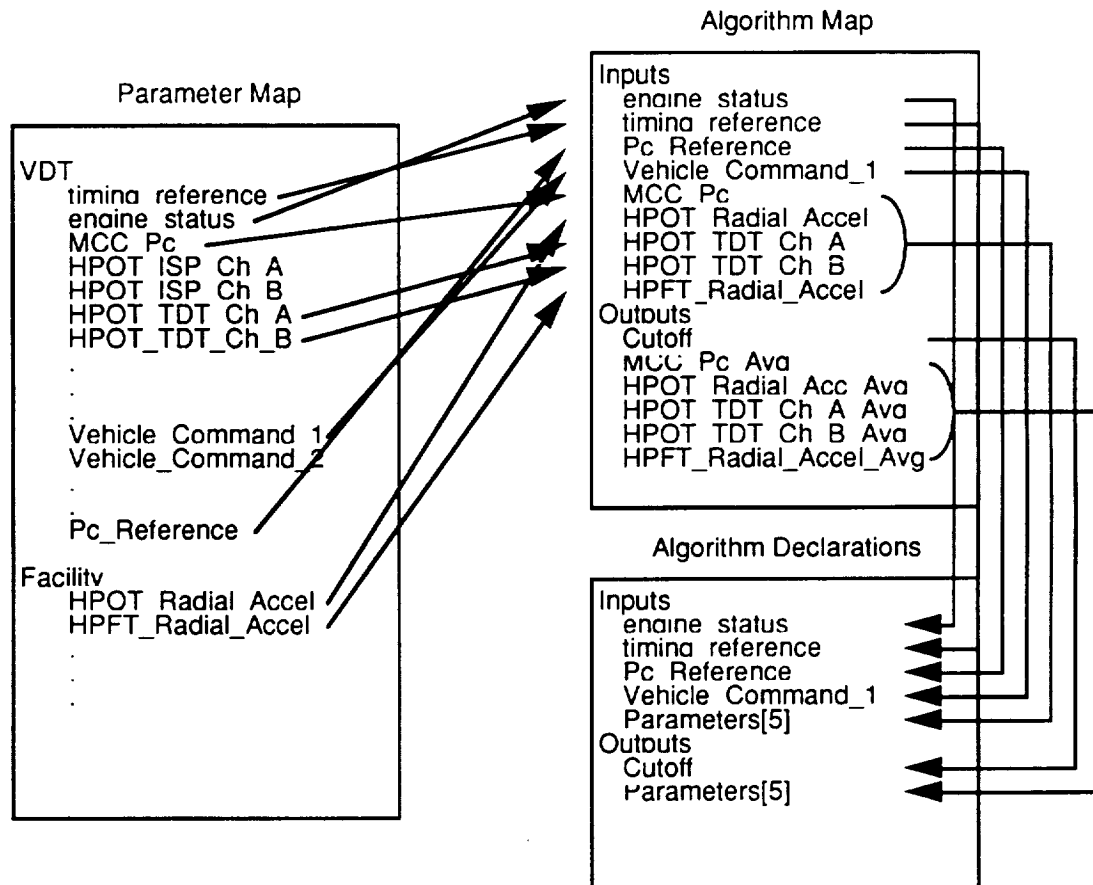 Parameter Map
VDT
timing reference
engine status
MCC Pc
HPOT ISP Ch A
HPOT ISP Ch B
HPOT TDT Ch A
HPOT_TDT_Ch_B
.
.
.
Vehicle Command 1
Vehicle_Command_2
.
.
Pc_Reference
Facility
HPOT Radial Accel
HPFT_Radial_Accel
.
.
.
Algorithm Map
Inputs
engine status
timing reference
Pc Reference
Vehicle Command_1
MCC Pc
HPOT Radial Accel
HPOT TDT Ch A
HPOT TDT Ch B
HPFT_Radial_Accel
Outputs
Cutoff
MCC Pc Avg
HPOT Radial Acc Avg
HPOT TDT Ch A Avg
HPOT TDT Ch B Avg
HPFT_Radial_Accel_Avg
Algorithm Declarations
Inputs
engine status
timing reference
Pc Reference
Vehicle Command_1
Parameters[5]
Outputs
Cutoff
Parameters[5]